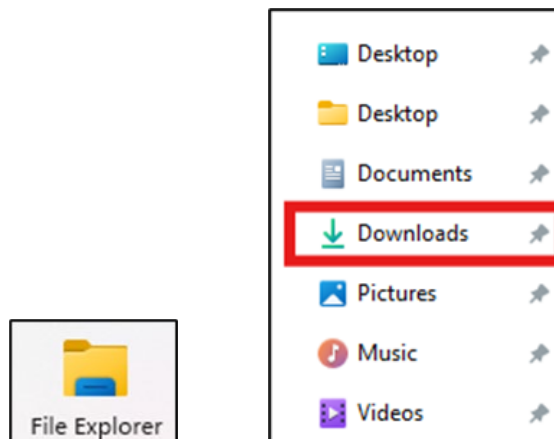 Desktop
Desktop
Documents
Downloads
Pictures
Music
Videos
File Explorer